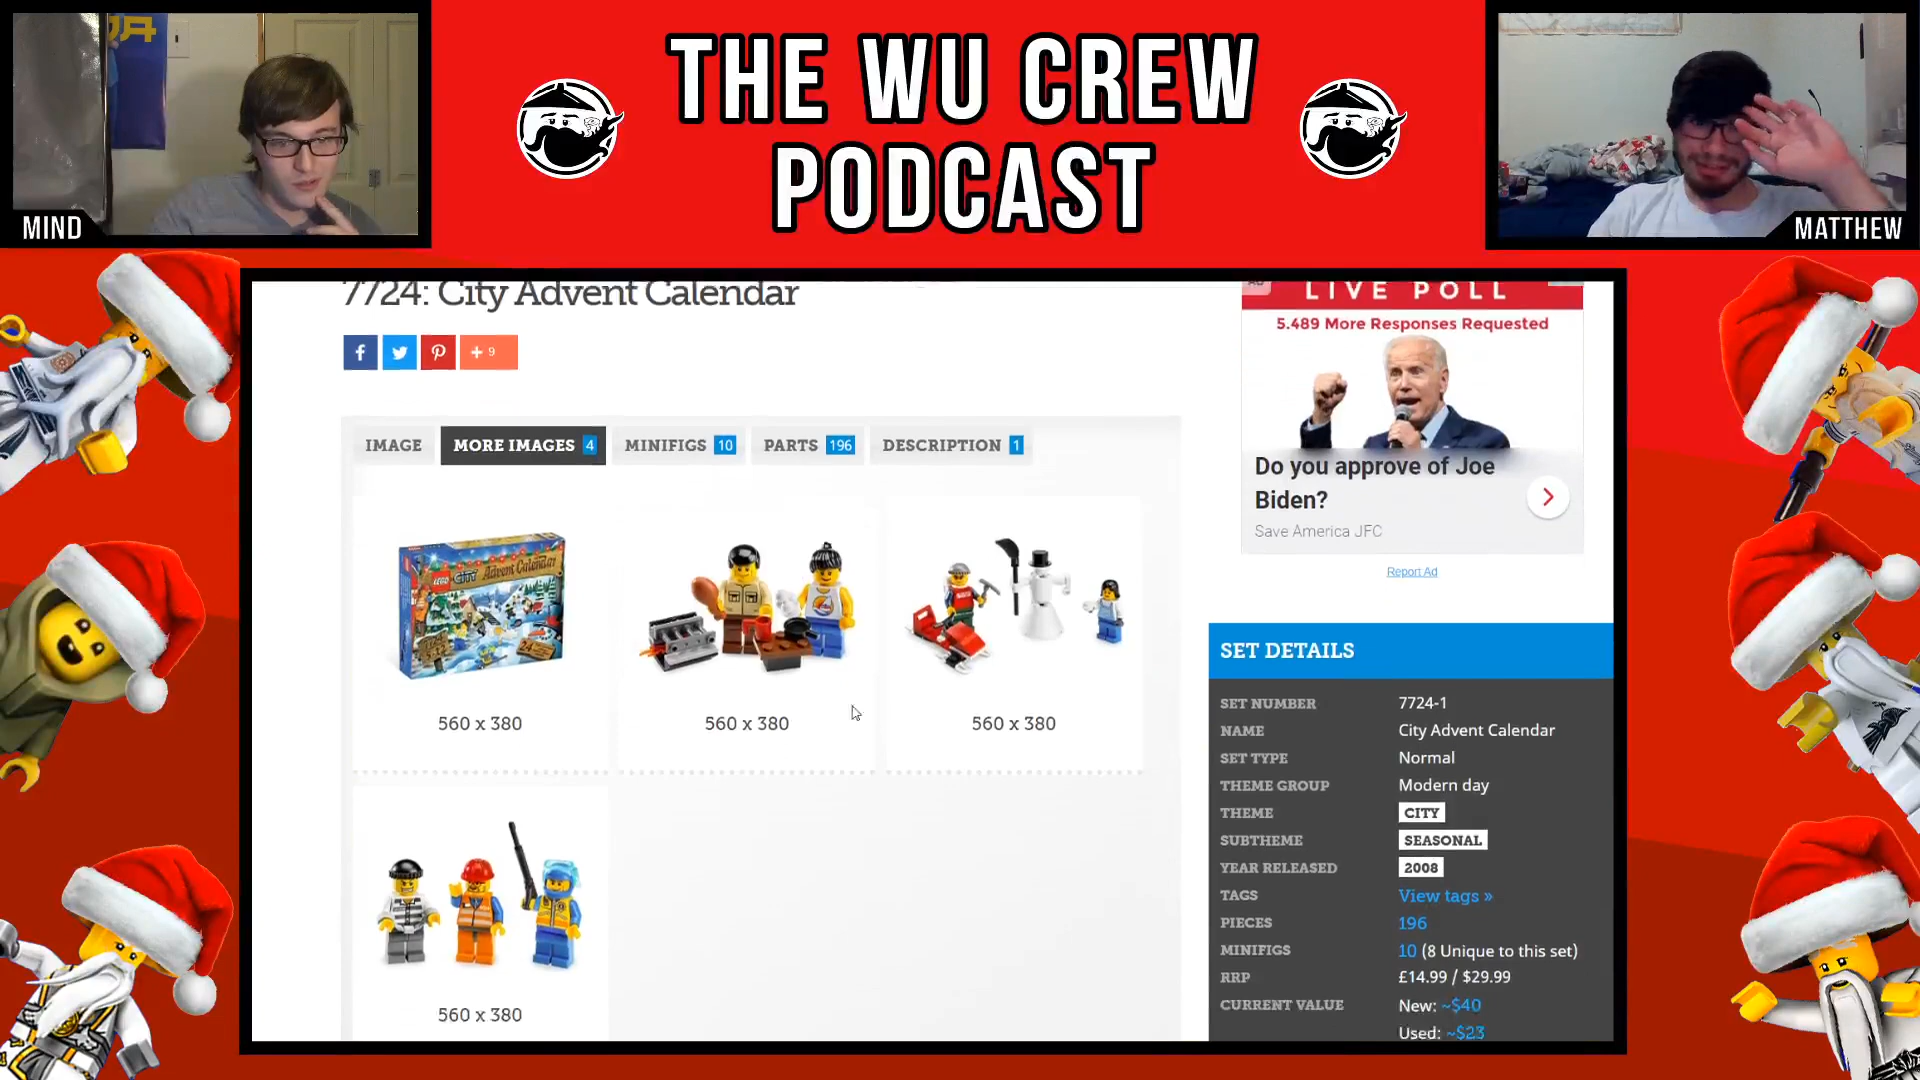 THE WU CREW
PODCAST
MIND
MATTHEW
7724: City Advent Calendar
+ 9
IMAGE
MORE IMAGES 4
MINIFIGS 10
PARTS 196
DESCRIPTION 1
LEGO CITY Advent Calendar
560 x 380
560 x 380
560 x 380
560 x 380
LIVE POLL
5.489 More Responses Requested
Do you approve of Joe
Biden?
Save America JFC
Report Ad
SET DETAILS
SET NUMBER 7724-1
NAME City Advent Calendar
SET TYPE Normal
THEME GROUP Modern day
THEME CITY
SUBTHEME SEASONAL
YEAR RELEASED 2008
TAGS View tags »
PIECES 196
MINIFIGS 10 (8 Unique to this set)
RRP £14.99 / $29.99
CURRENT VALUE New: ~$40
Used: ~$23